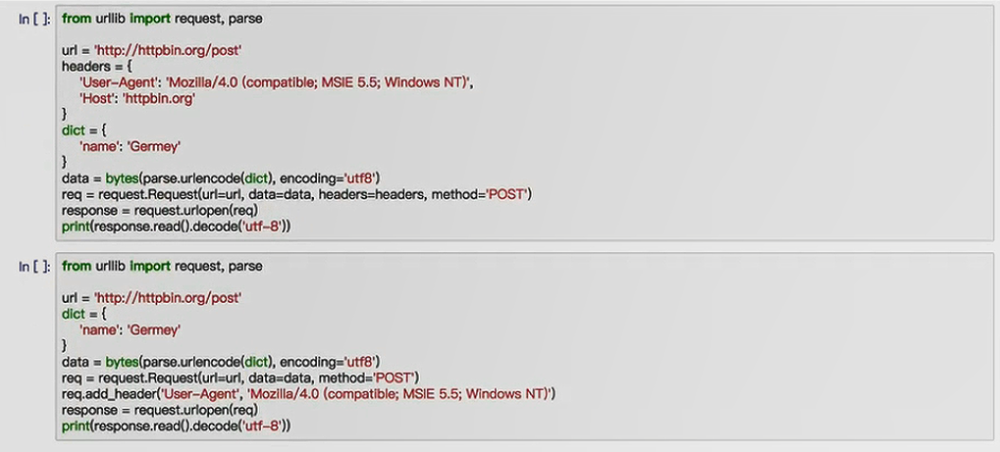 In [ ]: from urllib import request, parse
url = 'http://httpbin.org/post'
headers = {
'User-Agent': 'Mozilla/4.0 (compatible; MSIE 5.5; Windows NT)',
'Host': 'httpbin.org'
}
dict = {
'name': 'Germey'
}
data = bytes(parse.urlencode(dict), encoding='utf8')
req = request.Request(url=url, data=data, headers=headers, method='POST')
response = request.urlopen(req)
print(response.read().decode('utf-8'))
In [ ]: from urllib import request, parse
url = 'http://httpbin.org/post'
dict = {
'name': 'Germey'
}
data = bytes(parse.urlencode(dict), encoding='utf8')
req = request.Request(url=url, data=data, method='POST')
req.add_header('User-Agent', 'Mozilla/4.0 (compatible; MSIE 5.5; Windows NT)')
response = request.urlopen(req)
print(response.read().decode('utf-8'))